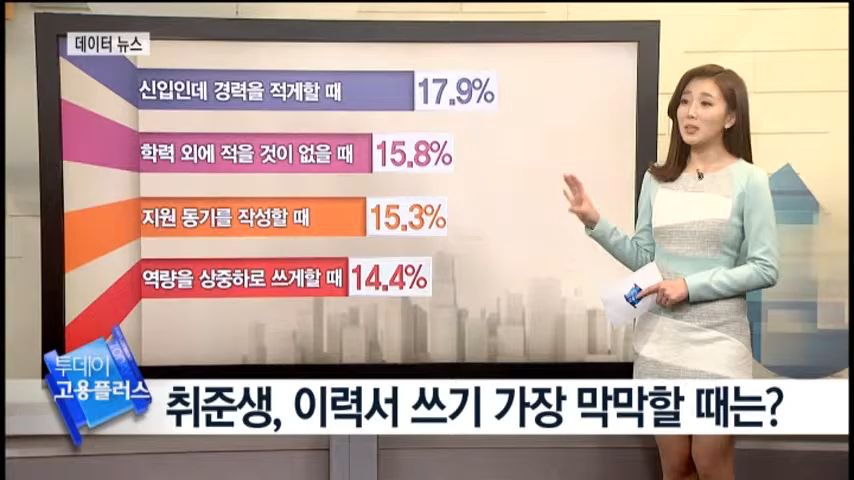 데이터 뉴스
신입인데 경력을 적게할 때 17.9%
학력 외에 적을 것이 없을 때 15.8%
지원 동기를 작성할 때 15.3%
역량을 상중하로 쓰게할 때 14.4%
투데이
고용플러스
취준생, 이력서 쓰기 가장 막막할 때는?